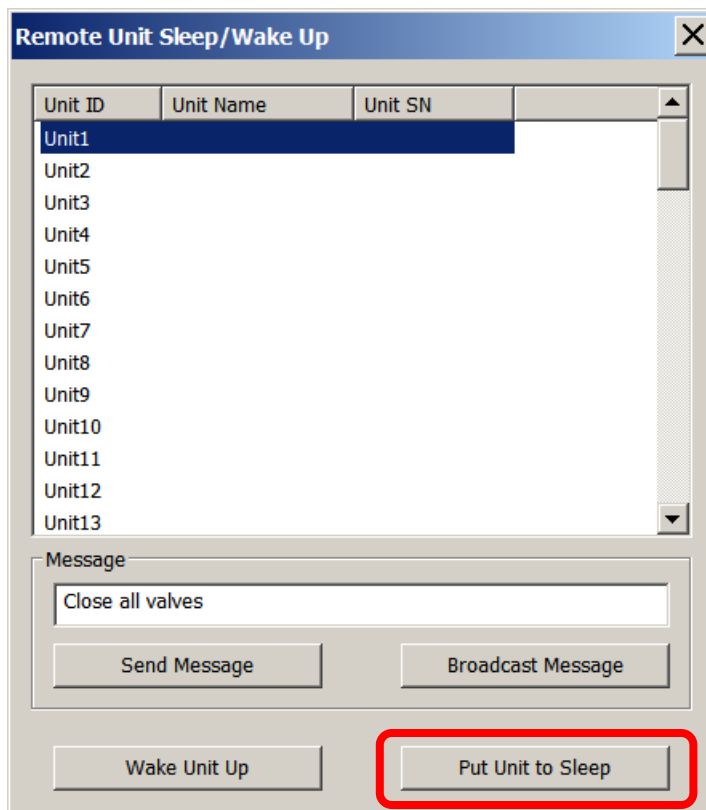 Remote Unit Sleep/Wake Up
Unit ID Unit Name Unit SN
Unit1
Unit2
Unit3
Unit4
Unit5
Unit6
Unit7
Unit8
Unit9
Unit10
Unit11
Unit12
Unit13
Message
Close all valves
Send Message Broadcast Message
Wake Unit Up Put Unit to Sleep